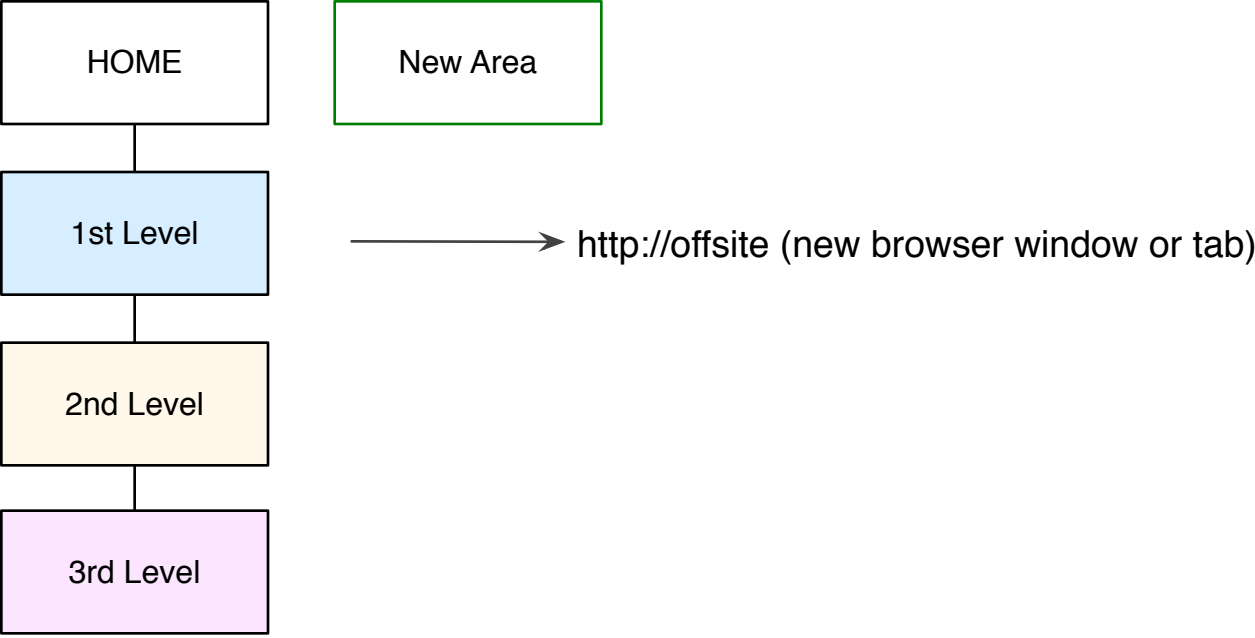 HOME
New Area
1st Level
http://offsite (new browser window or tab)
2nd Level
3rd Level